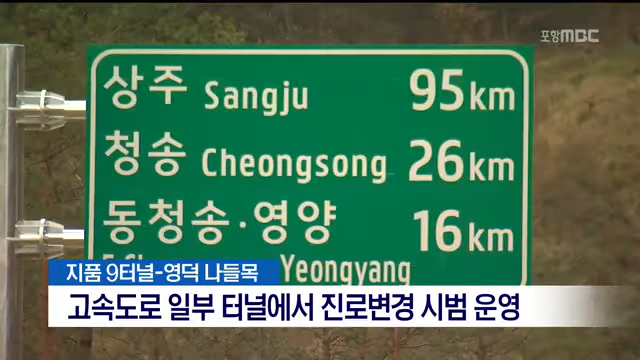 포항MBC
상주 Sangju 95km
청송 Cheongsong 26km
동청송·영양 16km
Yeongyang
지품 9터널-영덕 나들목
고속도로 일부 터널에서 진로변경 시범 운영